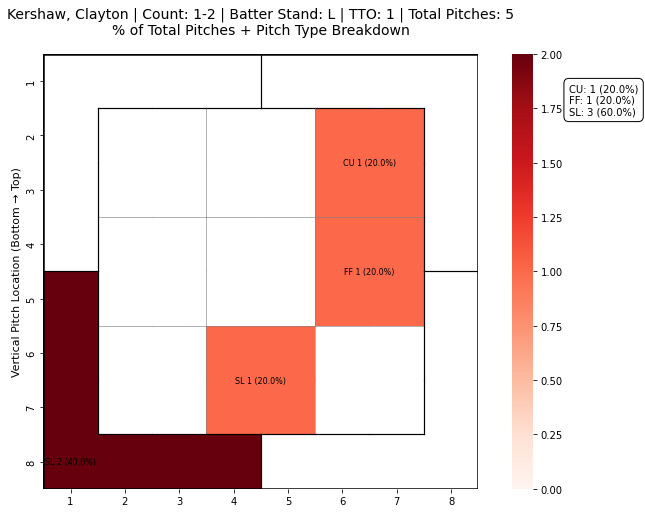 Kershaw, Clayton | Count: 1-2 | Batter Stand: L | TTO: 1 | Total Pitches: 5
% of Total Pitches + Pitch Type Breakdown
CU: 1 (20.0%)
FF: 1 (20.0%)
SL: 3 (60.0%)
Vertical Pitch Location (Bottom → Top)
1
2
3
4
5
6
7
8
CU 1 (20.0%)
FF 1 (20.0%)
SL 1 (20.0%)
SL 2 (40.0%)
1 2 3 4 5 6 7 8
2.00
1.75
1.50
1.25
1.00
0.75
0.50
0.25
0.00